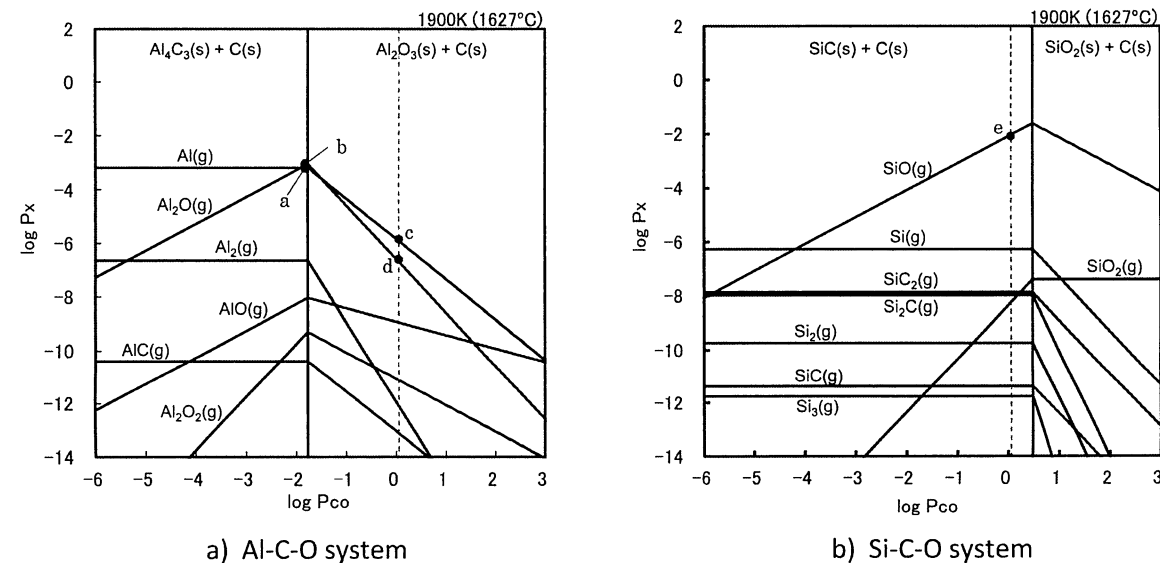 1900K (1627°C)
Al₄C₃(s) + C(s)
Al₂O₃(s) + C(s)
2
0
-2
-4
-6
-8
-10
-12
-14
log Px
Al(g)
b
a
Al₂O(g)
Al₂(g)
c
d
AlO(g)
AlC(g)
Al₂O₂(g)
-6 -5 -4 -3 -2 -1 0 1 2 3
log Pco
a) Al-C-O system
1900K (1627°C)
SiC(s) + C(s)
SiO₂(s) + C(s)
2
0
-2
-4
-6
-8
-10
-12
-14
log Px
e
SiO(g)
Si(g)
SiO₂(g)
SiC₂(g)
Si₂C(g)
Si₂(g)
SiC(g)
Si₃(g)
-6 -5 -4 -3 -2 -1 0 1 2 3
log Pco
b) Si-C-O system